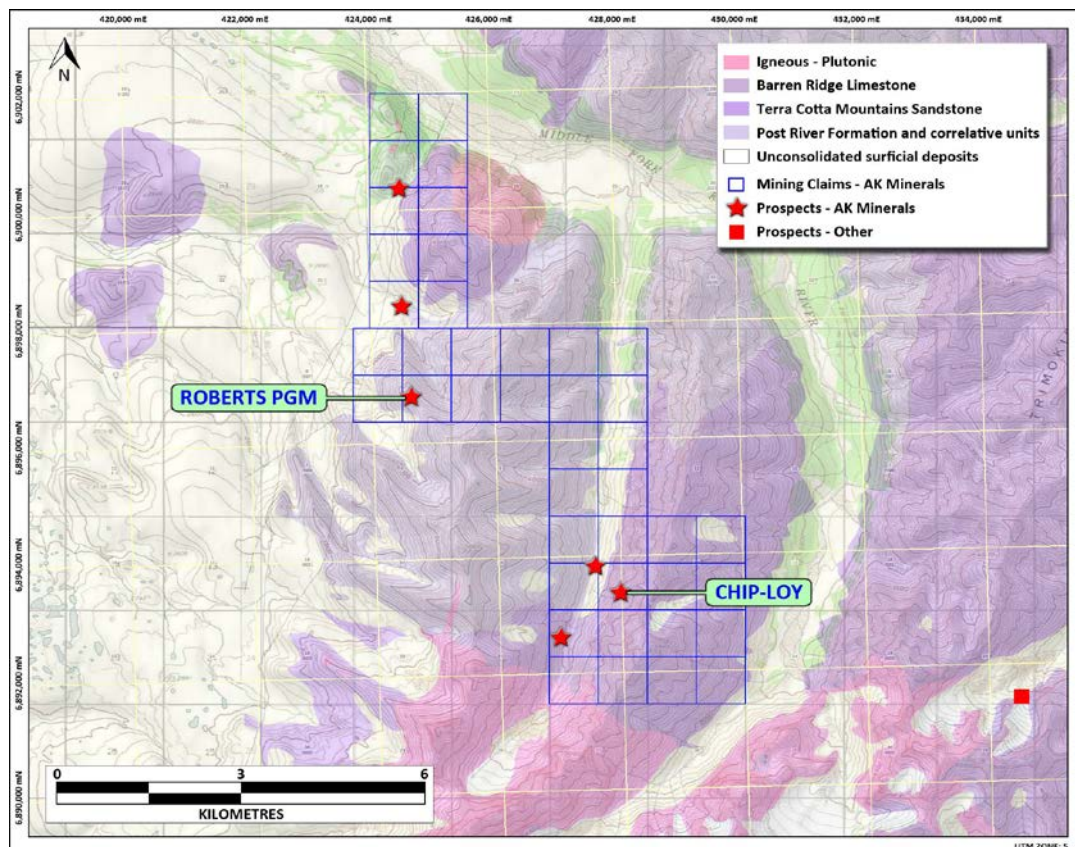 420,000 mE
422,000 mE
424,000 mE
426,000 mE
428,000 mE
430,000 mE
432,000 mE
434,000 mE
6,902,000 mN
6,900,000 mN
6,898,000 mN
6,896,000 mN
6,894,000 mN
6,892,000 mN
6,890,000 mN
N
Igneous - Plutonic
Barren Ridge Limestone
Terra Cotta Mountains Sandstone
Post River Formation and correlative units
Unconsolidated surficial deposits
Mining Claims - AK Minerals
Prospects - AK Minerals
Prospects - Other
MIDDLE
FORK
RIVER
TRIMOKI
ROBERTS PGM
CHIP-LOY
0 3 6
KILOMETRES
UTM ZONE: 5